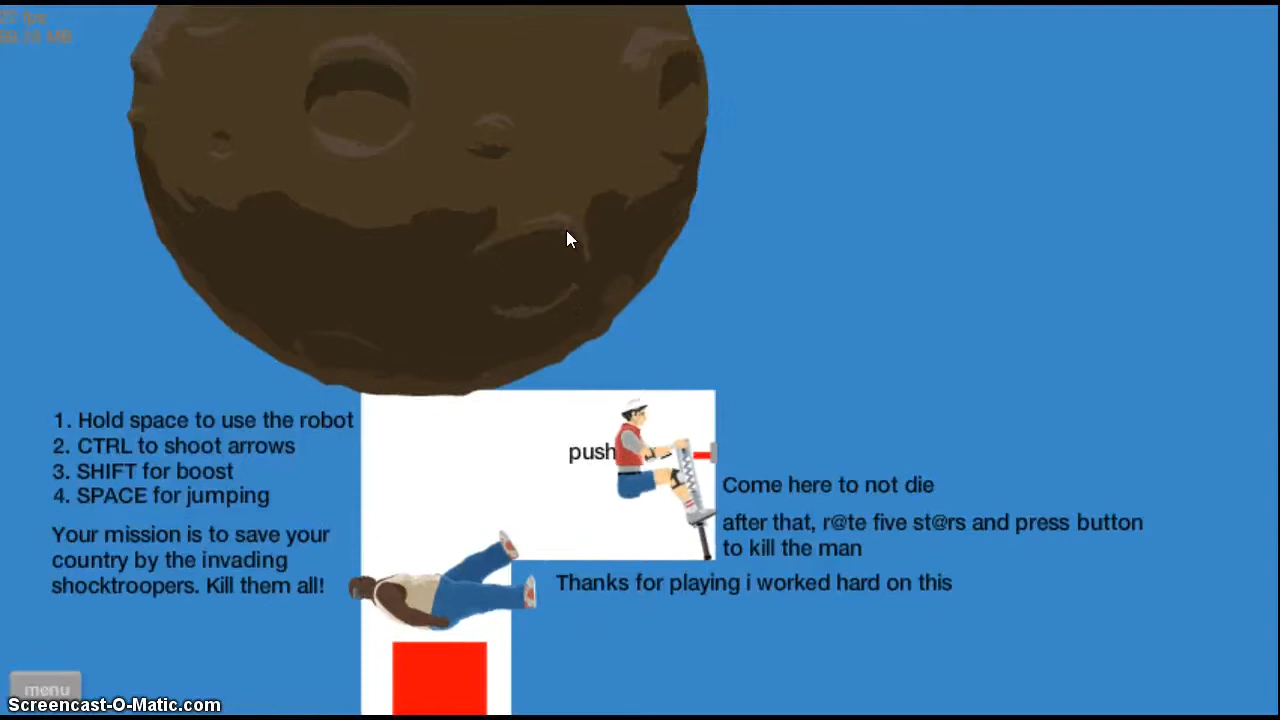 1. Hold space to use the robot
2. CTRL to shoot arrows
3. SHIFT for boost
4. SPACE for jumping
Your mission is to save your
country by the invading
shocktroopers. Kill them all!
push
Come here to not die
after that, r@te five st@rs and press button
to kill the man
Thanks for playing i worked hard on this
menu
Screencast-O-Matic.com